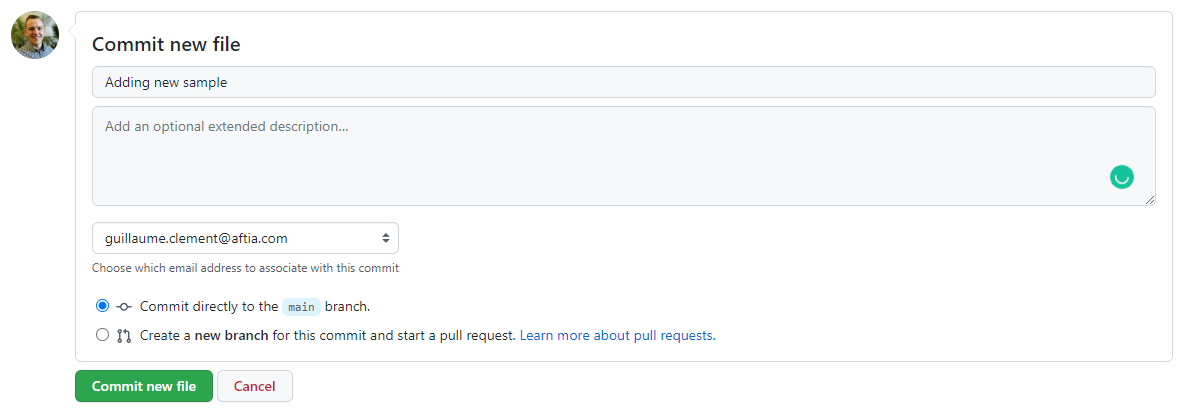 Commit new file
Adding new sample
Add an optional extended description...
guillaume.clement@aftia.com
Choose which email address to associate with this commit
Commit directly to the main branch.
Create a new branch for this commit and start a pull request. Learn more about pull requests.
Commit new file Cancel